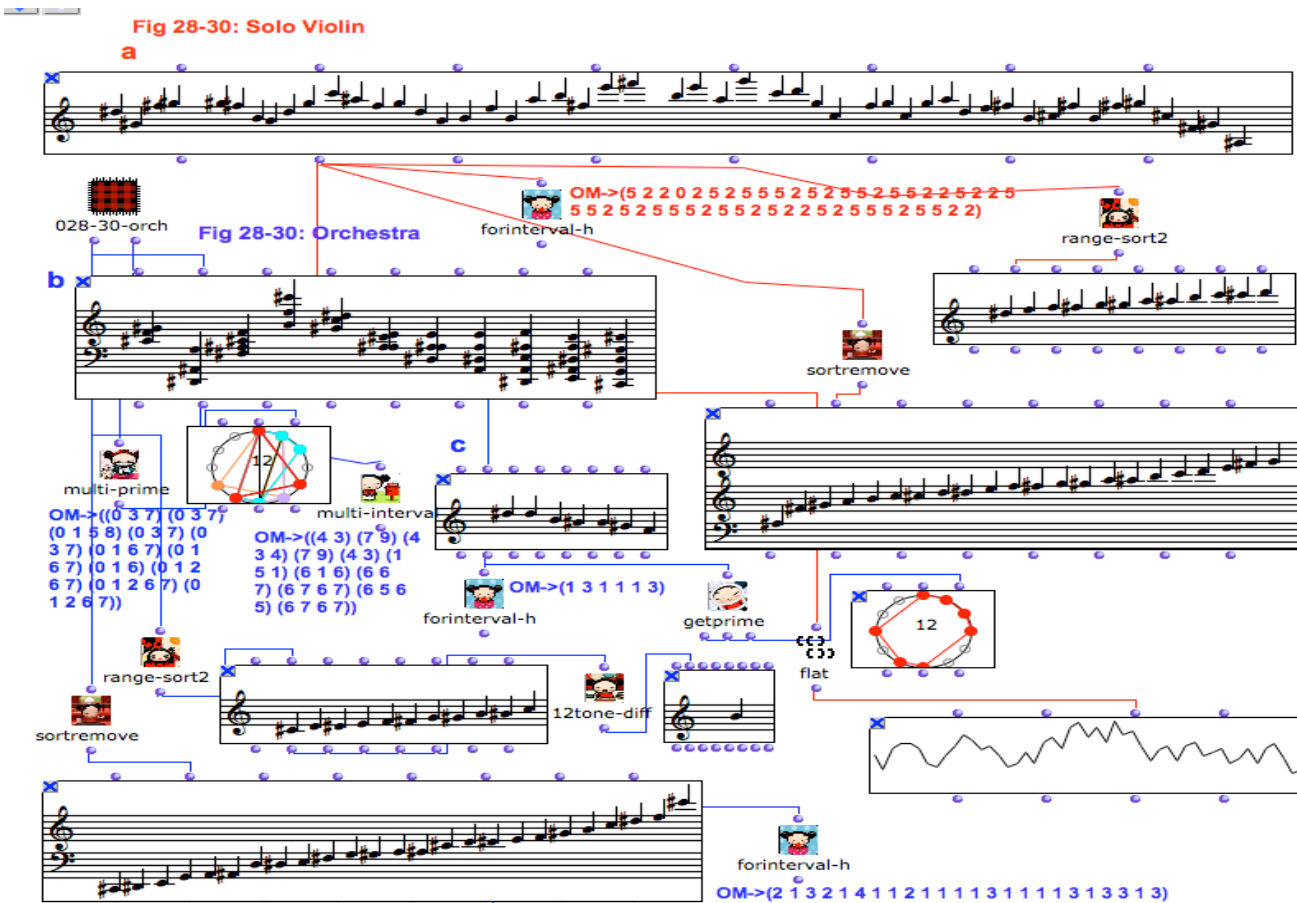 Fig 28-30: Solo Violin
a
OM->(5 2 2 0 2 5 2 5 5 5 2 5 2 5 5 2 5 5 2 2 5 2 2 5
5 5 2 5 2 5 5 5 2 5 5 2 5 2 2 5 2 5 5 5 2 5 5 2 2)
028-30-orch
forinterval-h
range-sort2
Fig 28-30: Orchestra
b
sortremove
c
12
multi-prime
OM->((0 3 7) (0 3 7)
(0 1 5 8) (0 3 7) (0
3 7) (0 1 6 7) (0 1
6 7) (0 1 6) (0 1 2
6 7) (0 1 2 6 7) (0
1 2 6 7))
multi-interva
OM->((4 3) (7 9) (4
3 4) (7 9) (4 3) (1
5 1) (6 1 6) (6 6
7) (6 7 6 7) (6 5 6
5) (6 7 6 7))
OM->(1 3 1 1 1 3)
forinterval-h
getprime
12
flat
range-sort2
12tone-diff
sortremove
forinterval-h
OM->(2 1 3 2 1 4 1 1 2 1 1 1 1 3 1 1 1 1 3 1 3 3 1 3)